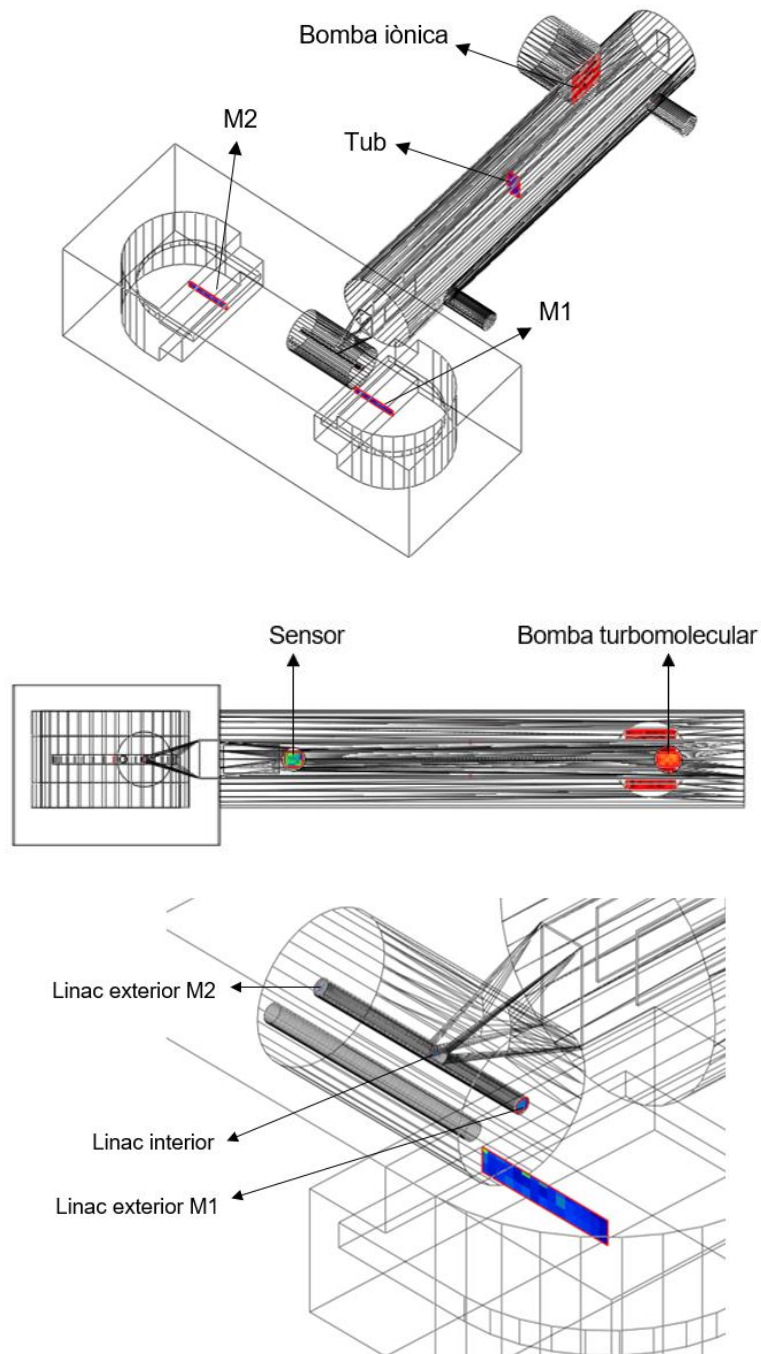 Bomba iònica
M2
Tub
M1
Sensor
Bomba turbomolecular
Linac exterior M2
Linac interior
Linac exterior M1